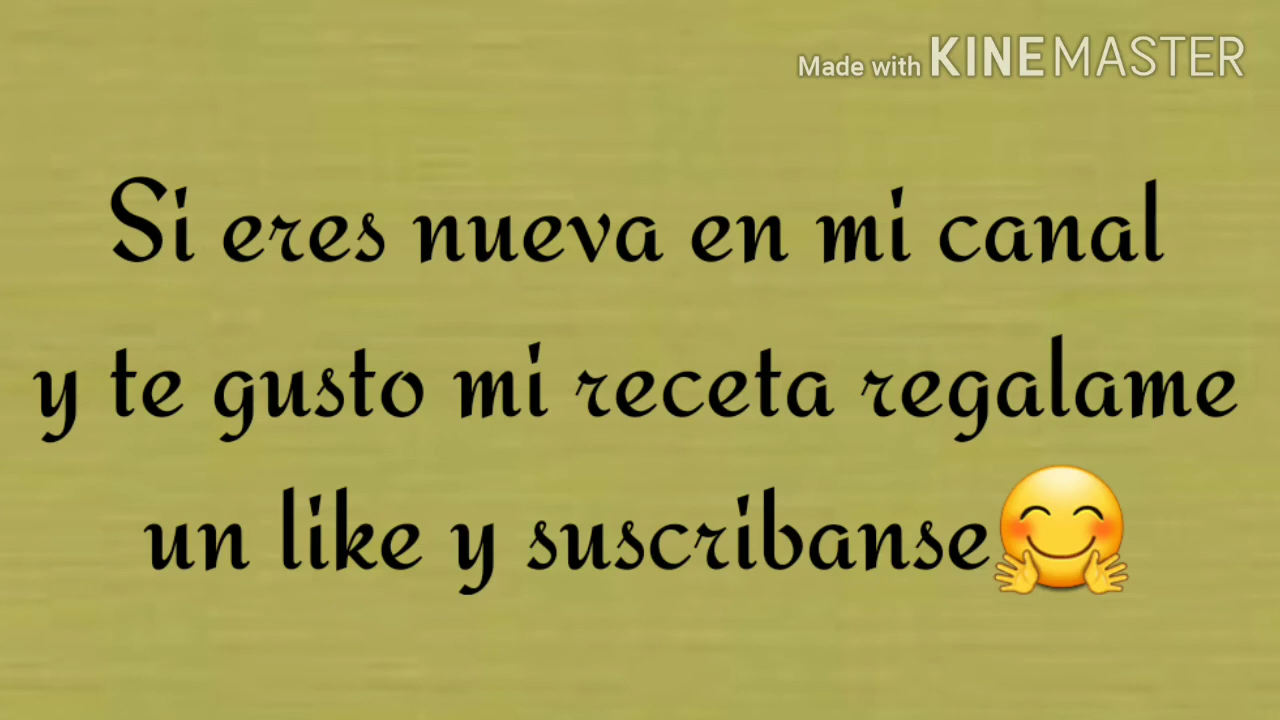 Made with KINEMASTER
Si eres nueva en mi canal
y te gusto mi receta regalame
un like y suscribanse🤗